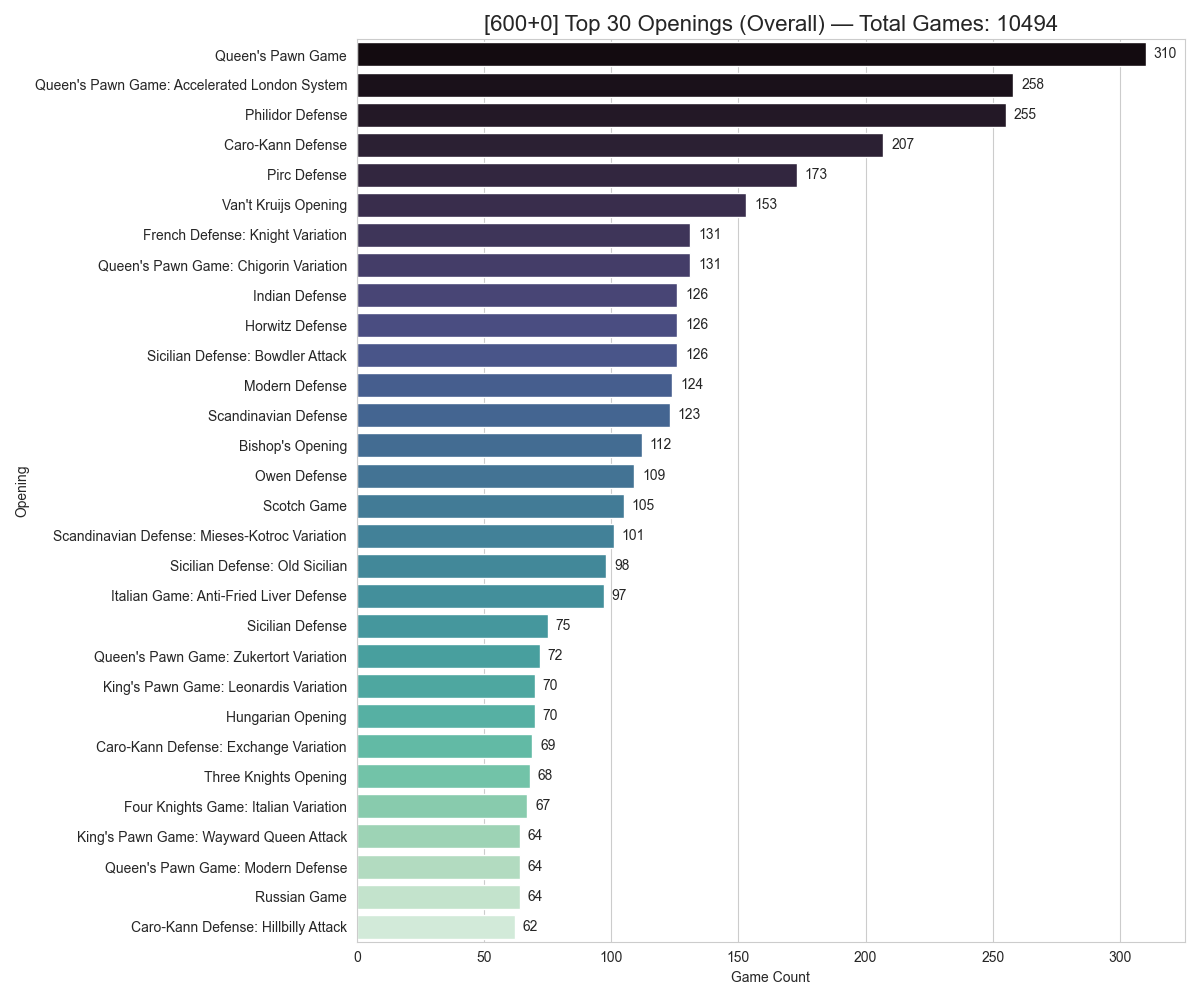 [600+0] Top 30 Openings (Overall) — Total Games: 10494
Queen's Pawn Game 310
Queen's Pawn Game: Accelerated London System 258
Philidor Defense 255
Caro-Kann Defense 207
Pirc Defense 173
Van't Kruijs Opening 153
French Defense: Knight Variation 131
Queen's Pawn Game: Chigorin Variation 131
Indian Defense 126
Horwitz Defense 126
Sicilian Defense: Bowdler Attack 126
Modern Defense 124
Scandinavian Defense 123
Bishop's Opening 112
Owen Defense 109
Scotch Game 105
Scandinavian Defense: Mieses-Kotroc Variation 101
Sicilian Defense: Old Sicilian 98
Italian Game: Anti-Fried Liver Defense 97
Sicilian Defense 75
Queen's Pawn Game: Zukertort Variation 72
King's Pawn Game: Leonardis Variation 70
Hungarian Opening 70
Caro-Kann Defense: Exchange Variation 69
Three Knights Opening 68
Four Knights Game: Italian Variation 67
King's Pawn Game: Wayward Queen Attack 64
Queen's Pawn Game: Modern Defense 64
Russian Game 64
Caro-Kann Defense: Hillbilly Attack 62
0 50 100 150 200 250 300
Game Count
Opening